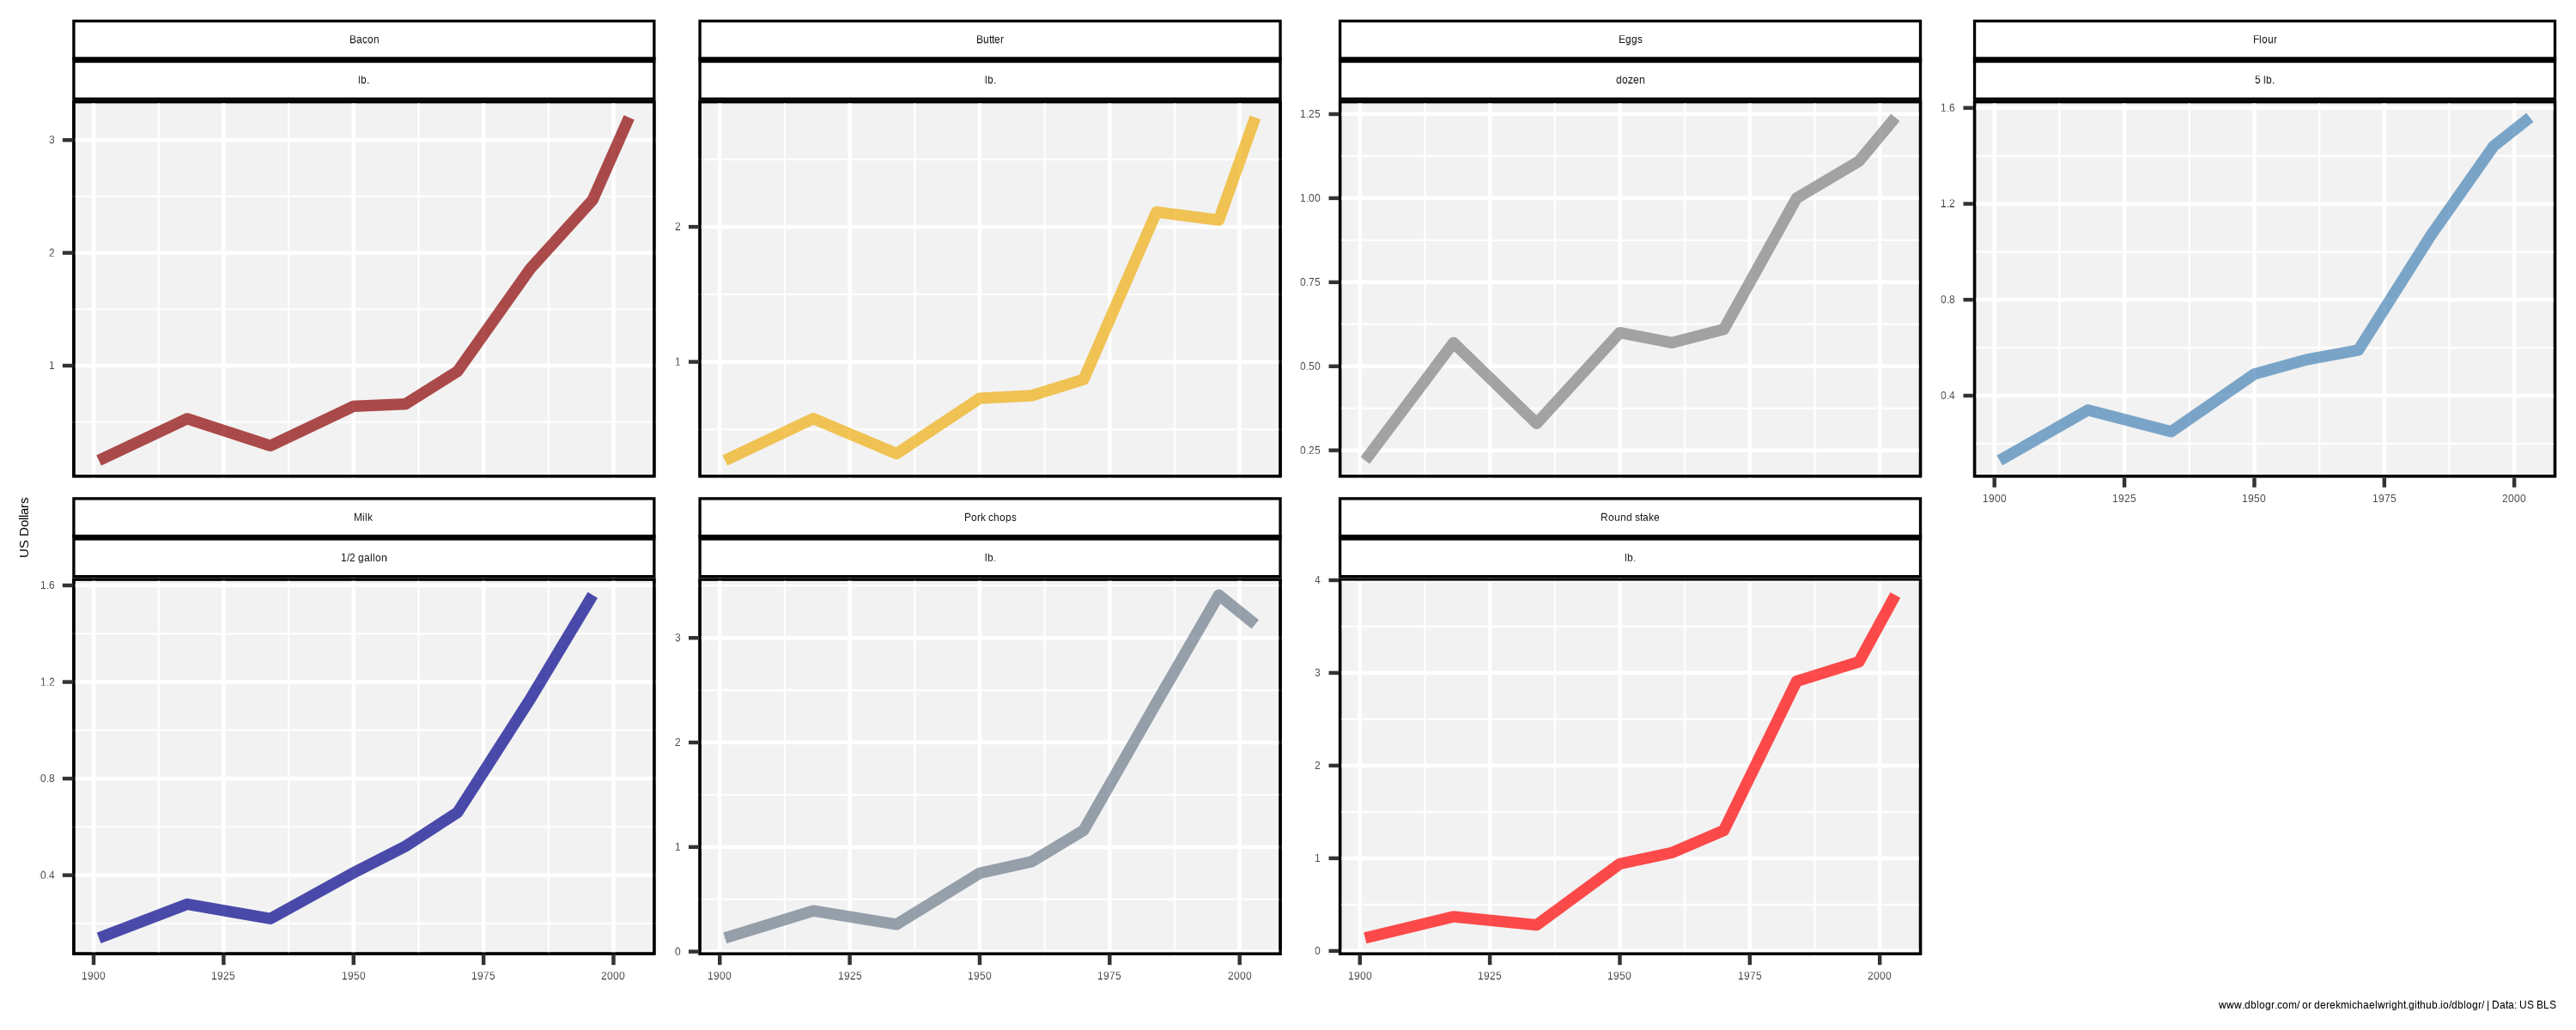 Bacon
lb.
3
2
1
Butter
lb.
2
1
Eggs
dozen
1.25
1.00
0.75
0.50
0.25
Flour
5 lb.
1.6
1.2
0.8
0.4
1900 1925 1950 1975 2000
US Dollars
Milk
1/2 gallon
1.6
1.2
0.8
0.4
1900 1925 1950 1975 2000
Pork chops
lb.
3
2
1
0
1900 1925 1950 1975 2000
Round stake
lb.
4
3
2
1
0
1900 1925 1950 1975 2000
www.dblogr.com/ or derekmichaelwright.github.io/dblogr/ | Data: US BLS